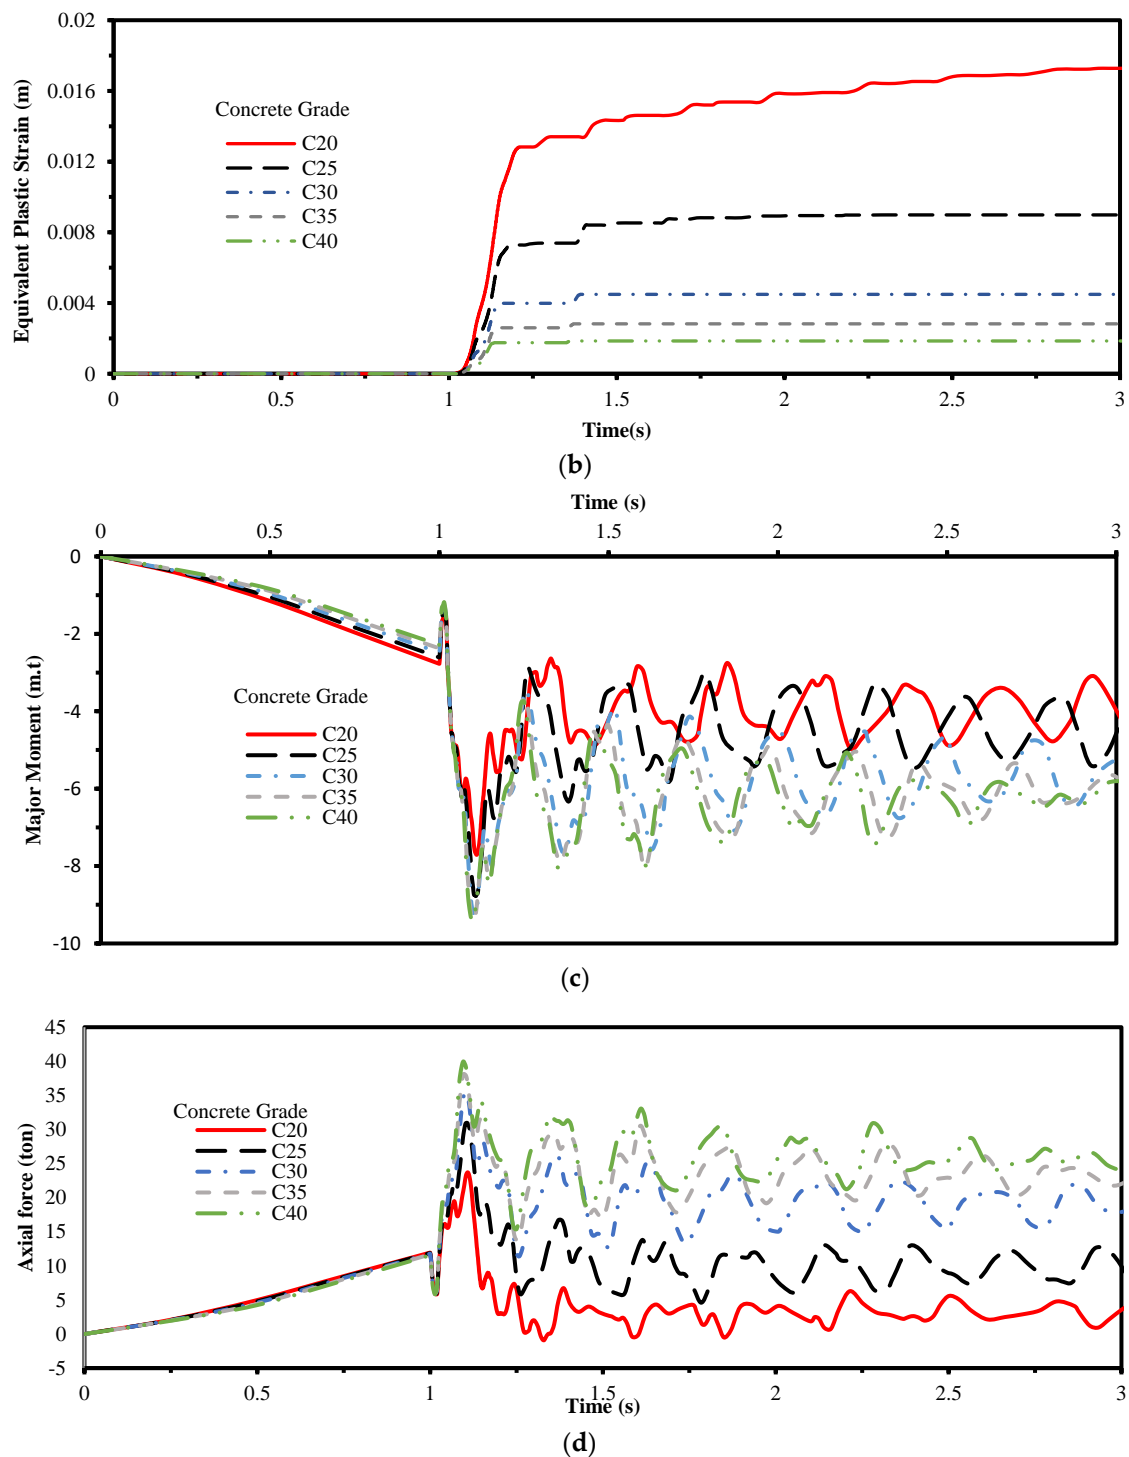 0.02
0.016
0.012
0.008
0.004
0
Equivalent Plastic Strain (m)
Concrete Grade
C20
C25
C30
C35
C40
0 0.5 1 1.5 2 2.5 3
Time(s)
(b)
Time (s)
0 0.5 1 1.5 2 2.5 3
0
-2
-4
-6
-8
-10
Major Moment (m.t)
Concrete Grade
C20
C25
C30
C35
C40
(c)
45
40
35
30
25
20
15
10
5
0
-5
Axial force (ton)
Concrete Grade
C20
C25
C30
C35
C40
0 0.5 1 1.5 2 2.5 3
Time (s)
(d)